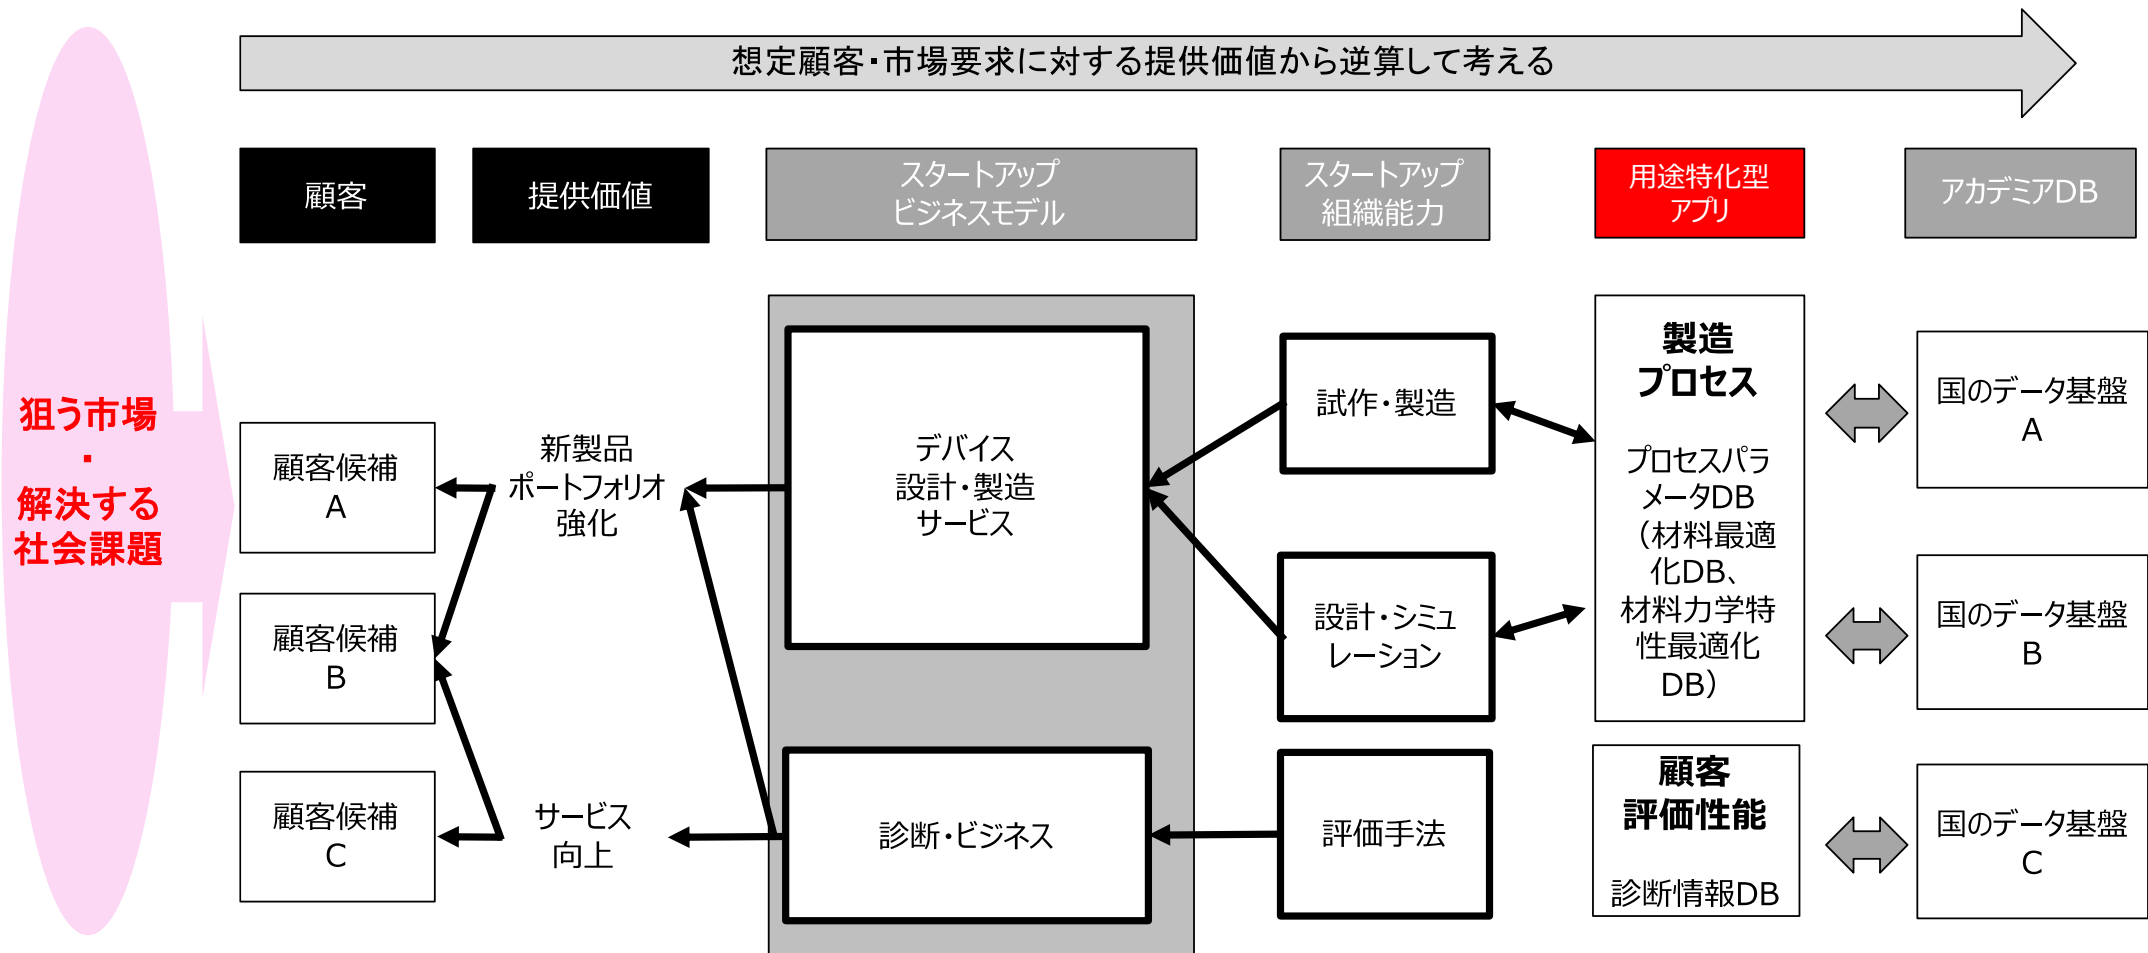 想定顧客・市場要求に対する提供価値から逆算して考える
顧客
提供価値
スタートアップ
ビジネスモデル
スタートアップ
組織能力
用途特化型
アプリ
アカデミアDB
狙う市場
・
解決する
社会課題
顧客候補
A
顧客候補
B
顧客候補
C
新製品
ポートフォリオ
強化
サービス
向上
デバイス
設計・製造
サービス
診断・ビジネス
試作・製造
設計・シミュ
レーション
評価手法
製造
プロセス
プロセスパラ
メータDB
（材料最適
化DB、
材料力学特
性最適化
DB）
顧客
評価性能
診断情報DB
国のデータ基盤
A
国のデータ基盤
B
国のデータ基盤
C